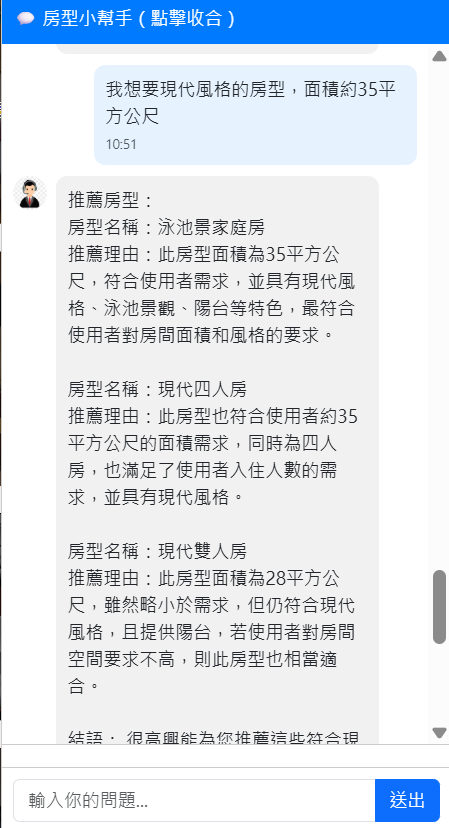 房型小幫手（點擊收合）
我想要現代風格的房型，面積約35平
方公尺
10:51
推薦房型：
房型名稱：泳池景家庭房
推薦理由：此房型面積為35平方公
尺，符合使用者需求，並具有現代風
格、泳池景觀、陽台等特色，最符合
使用者對房間面積和風格的要求。
房型名稱：現代四人房
推薦理由：此房型也符合使用者約35
平方公尺的面積需求，同時為四人
房，也滿足了使用者入住人數的需
求，並具有現代風格。
房型名稱：現代雙人房
推薦理由：此房型面積為28平方公
尺，雖然略小於需求，但仍符合現代
風格，且提供陽台，若使用者對房間
空間要求不高，則此房型也相當適
合。
結語： 很高興能為您推薦這些符合現
輸入你的問題...
送出